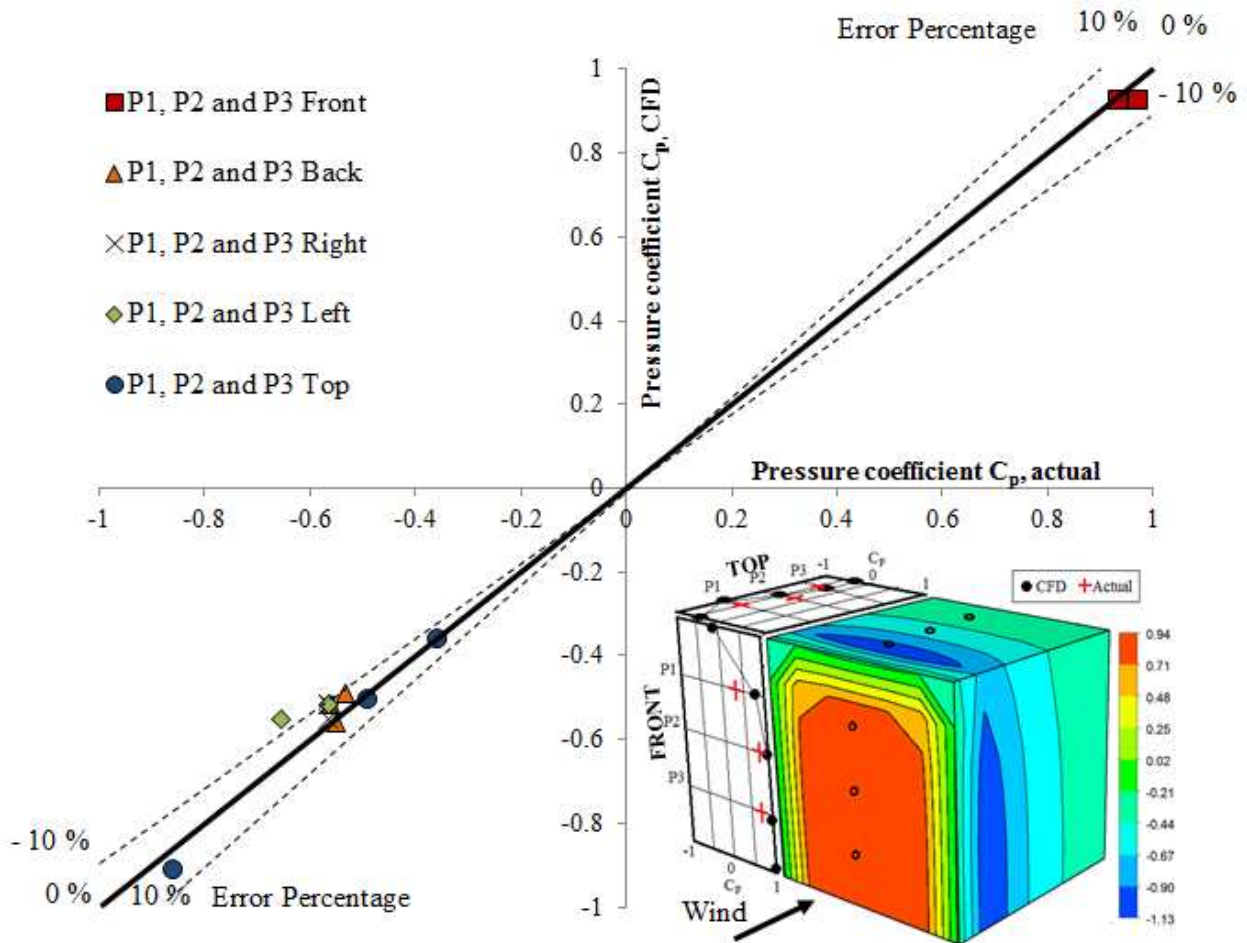 Error Percentage
10 %
0 %
- 10 %
P1, P2 and P3 Front
P1, P2 and P3 Back
P1, P2 and P3 Right
P1, P2 and P3 Left
P1, P2 and P3 Top
Pressure coefficient Cp, CFD
1
0.8
0.6
0.4
0.2
0
-0.2
-0.4
-0.6
-0.8
-1
Pressure coefficient Cp, actual
-1
-0.8
-0.6
-0.4
-0.2
0
0.2
0.4
0.6
0.8
1
- 10 %
0 %
10 %
Error Percentage
TOP
P1
P2
P3
-1
Cp
0
1
CFD
Actual
FRONT
P1
P2
P3
-1
0
Cp
1
Wind
0.94
0.71
0.48
0.25
0.02
-0.21
-0.44
-0.67
-0.90
-1.13